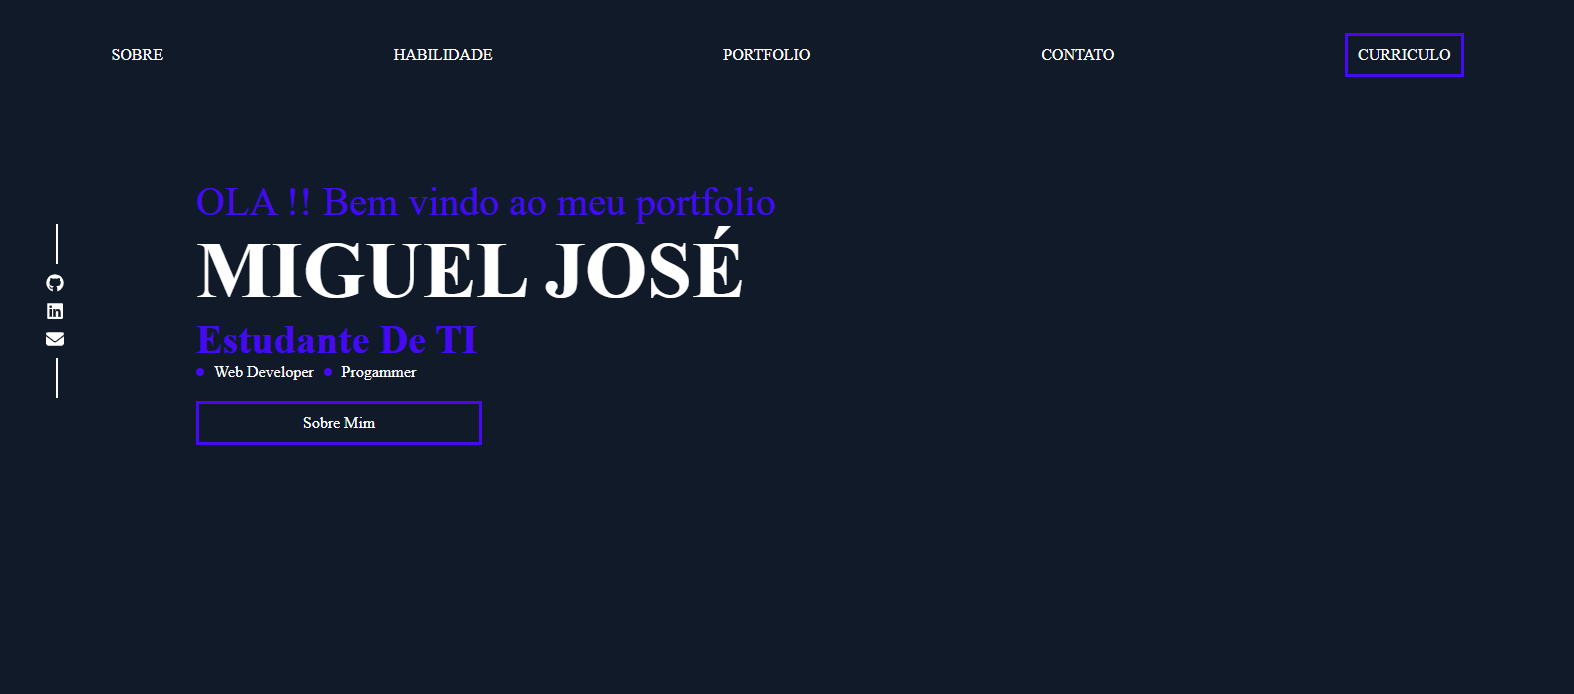 SOBRE HABILIDADE PORTFOLIO CONTATO CURRICULO
OLA !! Bem vindo ao meu portfolio
MIGUEL JOSÉ
Estudante De TI
Web Developer Progammer
Sobre Mim